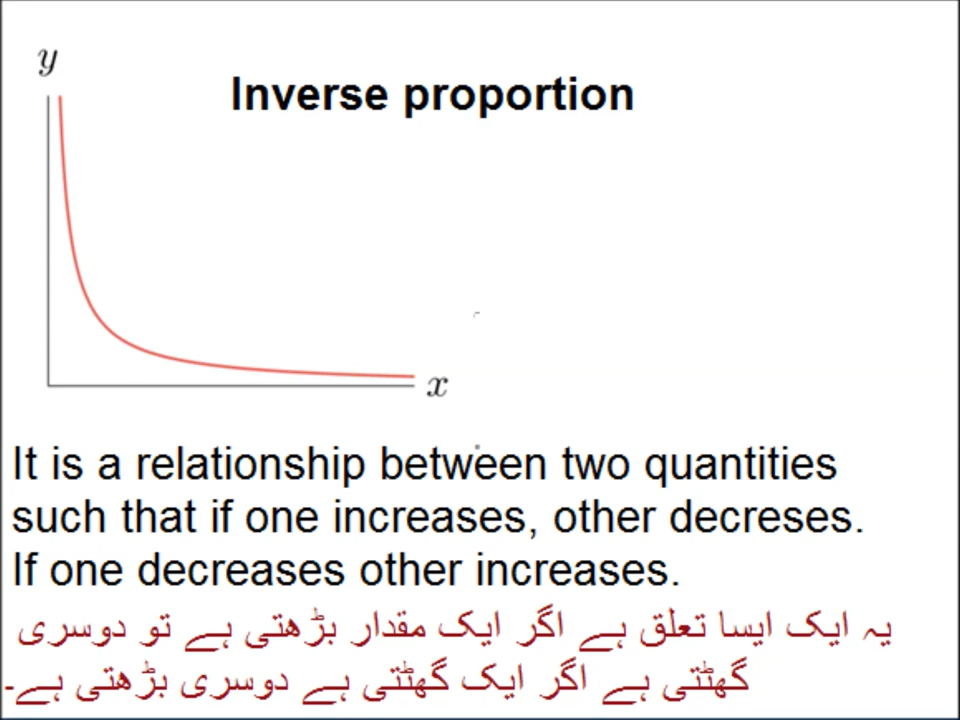 y
Inverse proportion
x
It is a relationship between two quantities
such that if one increases, other decreses.
If one decreases other increases.
یہ ایک ایسا تعلق ہے اگر ایک مقدار بڑھتی ہے تو دوسری
گھٹتی ہے اگر ایک گھٹتی ہے دوسری بڑھتی ہے۔